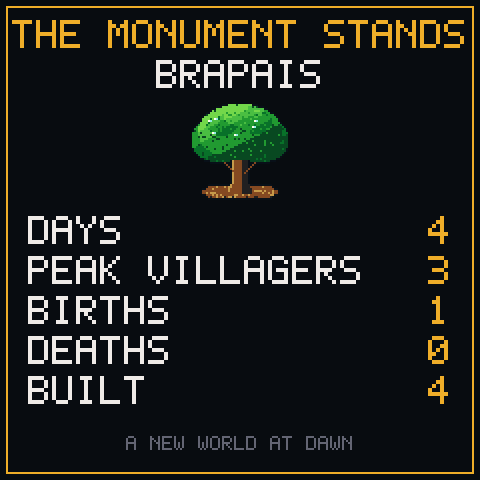 THE MONUMENT STANDS
BRAPAIS
DAYS 4
PEAK VILLAGERS 3
BIRTHS 1
DEATHS 0
BUILT 4
A NEW WORLD AT DAWN